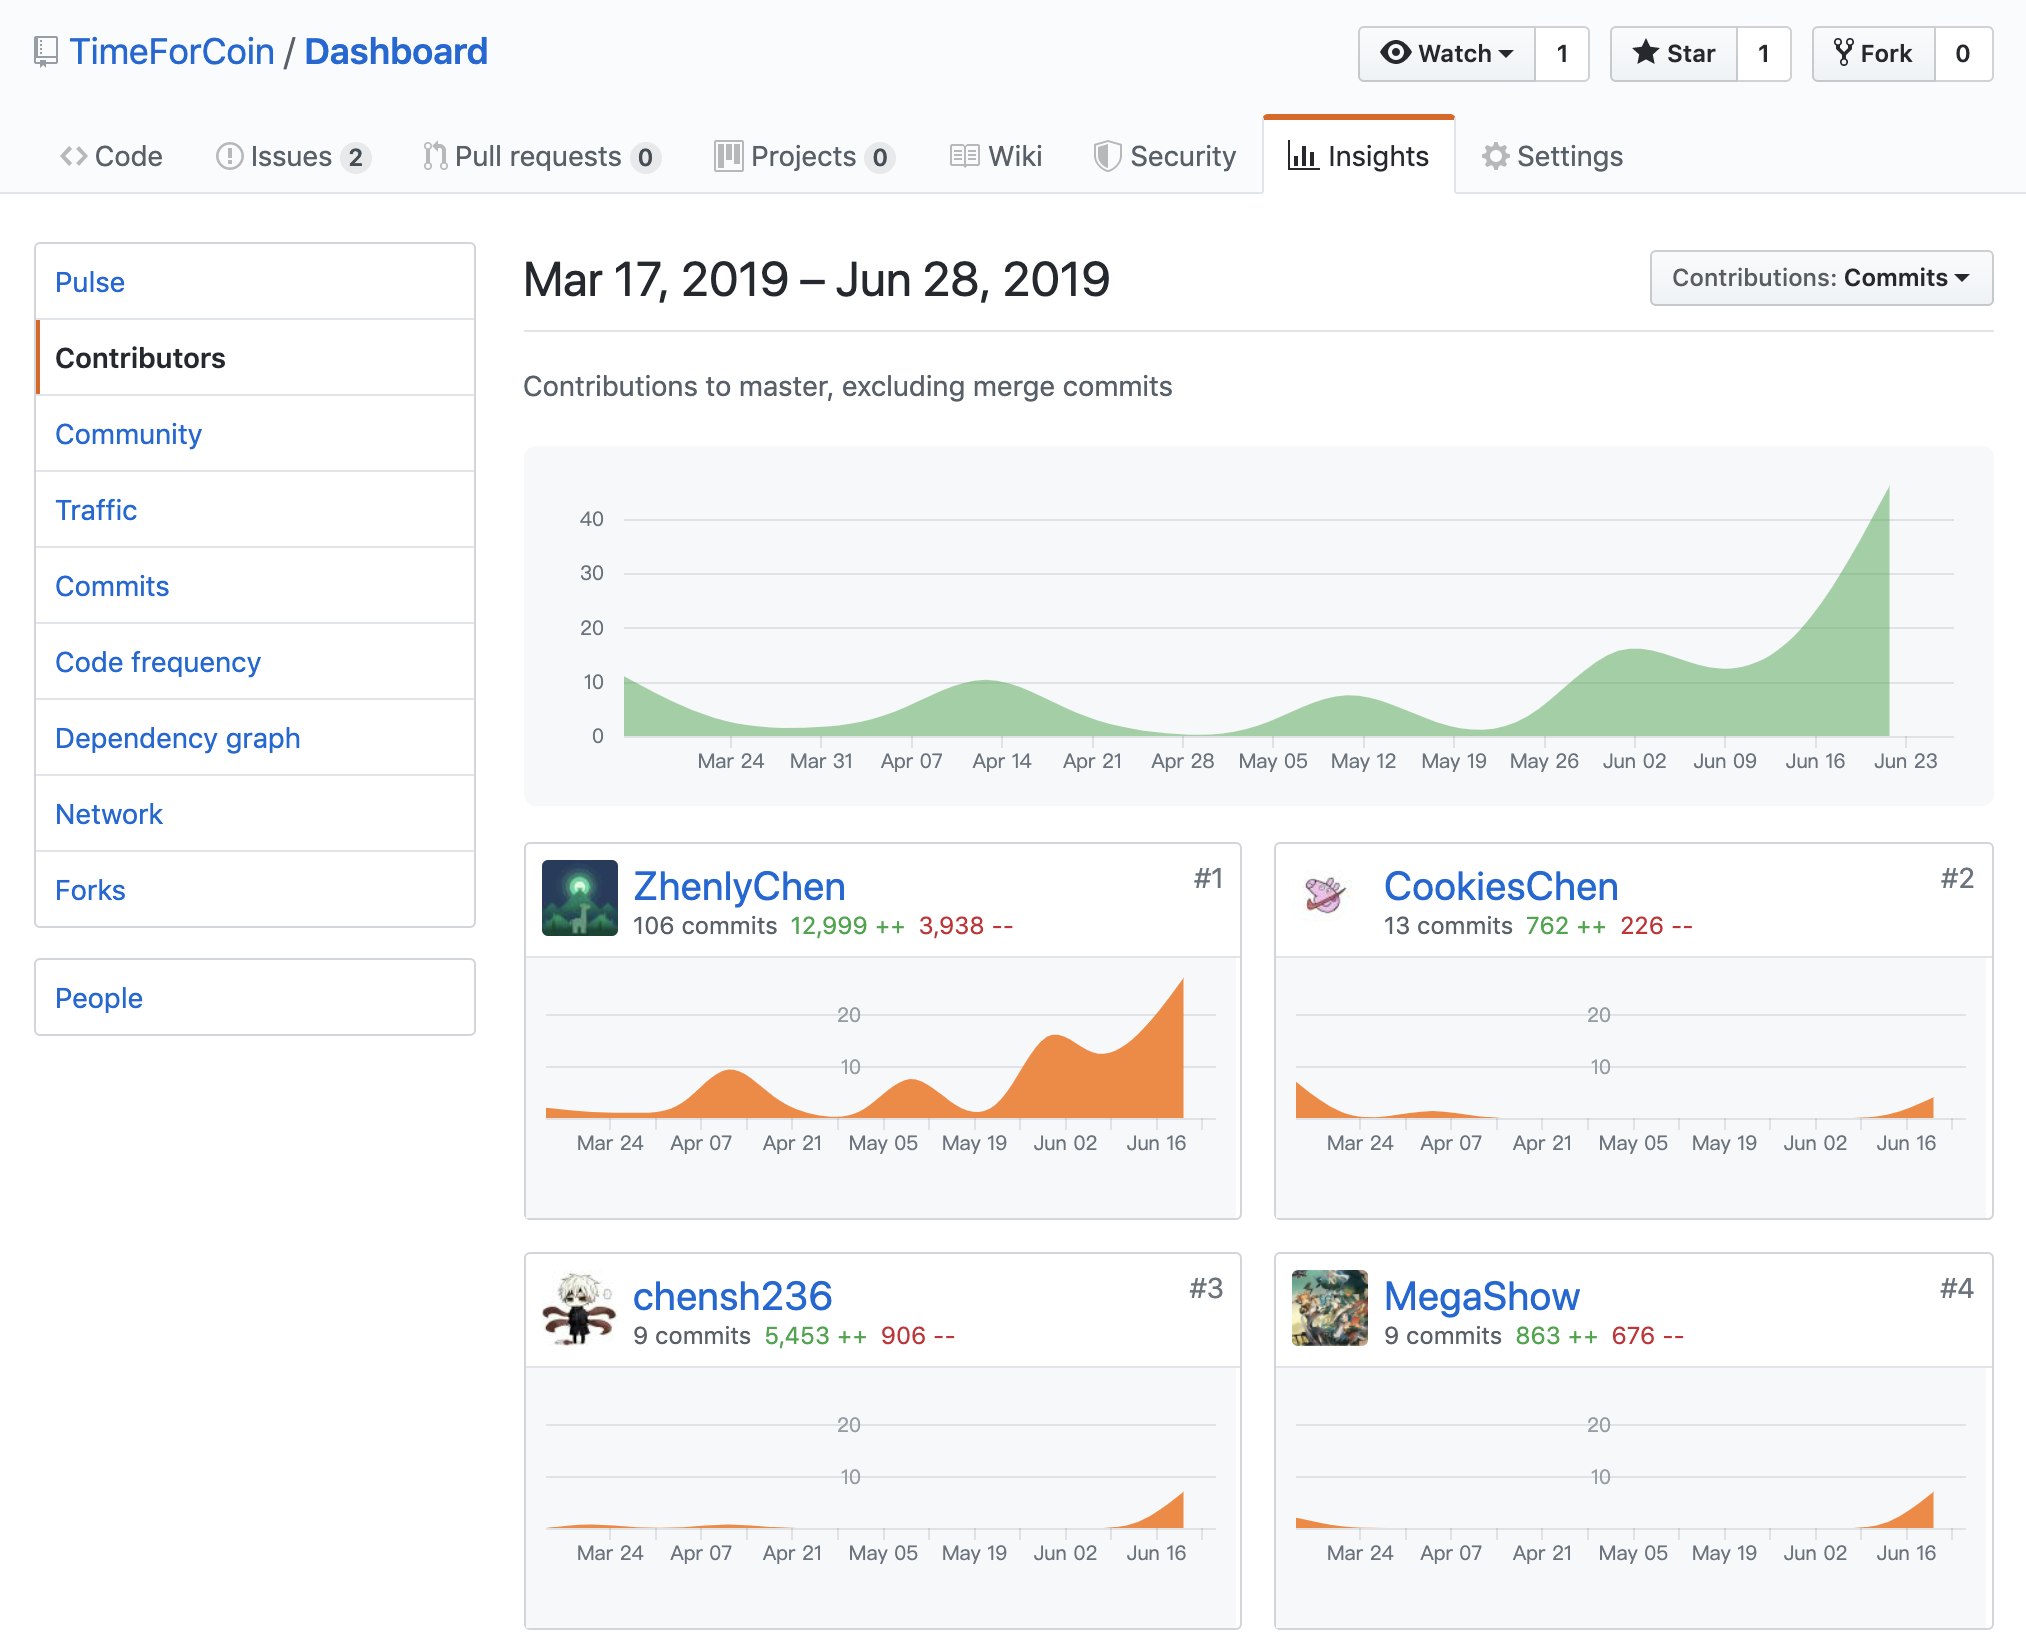 TimeForCoin / Dashboard
Watch 1 Star 1 Fork 0
Code Issues 2 Pull requests 0 Projects 0 Wiki Security Insights Settings
Pulse
Contributors
Community
Traffic
Commits
Code frequency
Dependency graph
Network
Forks
People
Mar 17, 2019 – Jun 28, 2019
Contributions: Commits
Contributions to master, excluding merge commits
40
30
20
10
0
Mar 24 Mar 31 Apr 07 Apr 14 Apr 21 Apr 28 May 05 May 12 May 19 May 26 Jun 02 Jun 09 Jun 16 Jun 23
ZhenlyChen #1
106 commits 12,999 ++ 3,938 --
20
10
Mar 24 Apr 07 Apr 21 May 05 May 19 Jun 02 Jun 16
CookiesChen #2
13 commits 762 ++ 226 --
20
10
Mar 24 Apr 07 Apr 21 May 05 May 19 Jun 02 Jun 16
chensh236 #3
9 commits 5,453 ++ 906 --
20
10
Mar 24 Apr 07 Apr 21 May 05 May 19 Jun 02 Jun 16
MegaShow #4
9 commits 863 ++ 676 --
20
10
Mar 24 Apr 07 Apr 21 May 05 May 19 Jun 02 Jun 16